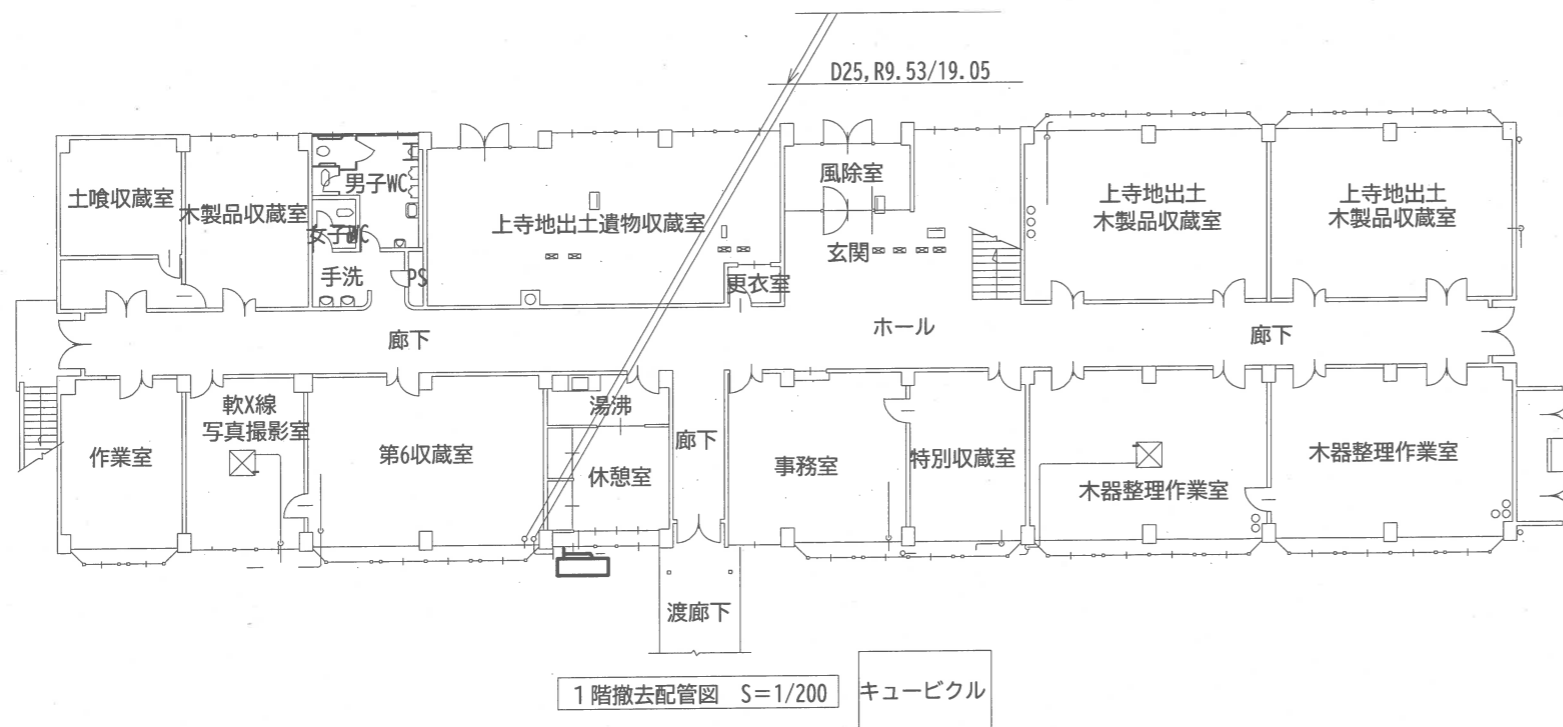 D25,R9.53/19.05
土喰収蔵室
木製品収蔵室
男子WC
女子WC
手洗
PS
上寺地出土遺物収蔵室
更衣室
風除室
玄関
ホール
上寺地出土
木製品収蔵室
上寺地出土
木製品収蔵室
廊下
廊下
作業室
軟X線
写真撮影室
第6収蔵室
湯沸
休憩室
廊下
事務室
特別収蔵室
木器整理作業室
木器整理作業室
渡廊下
1階撤去配管図 S=1/200
キュービクル